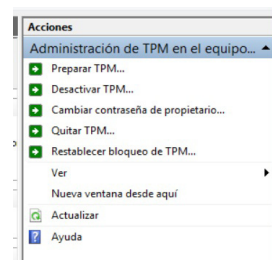 Acciones
Administración de TPM en el equipo...
Preparar TPM...
Desactivar TPM...
Cambiar contraseña de propietario...
Quitar TPM...
Restablecer bloqueo de TPM...
Ver
Nueva ventana desde aquí
Actualizar
Ayuda